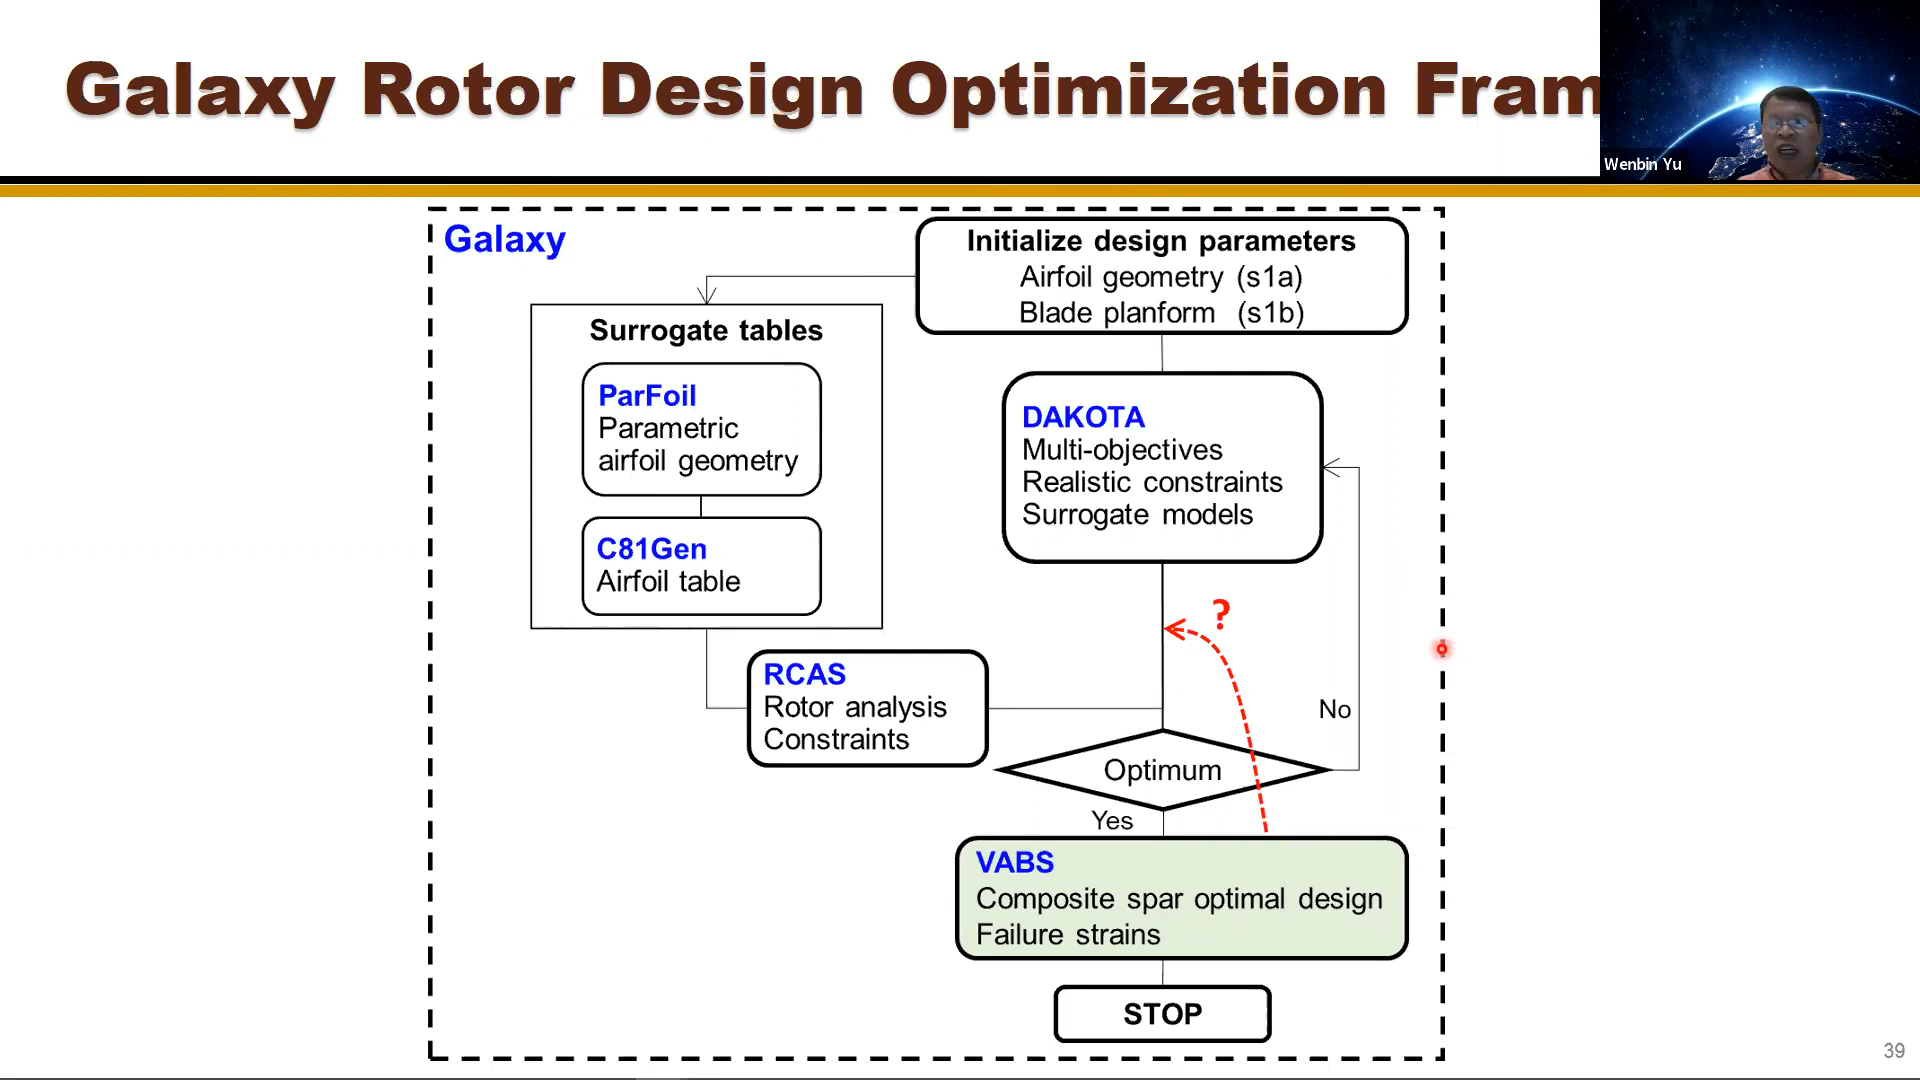 Galaxy Rotor Design Optimization Fram
Wenbin Yu
Galaxy
Initialize design parameters
Airfoil geometry (s1a)
Blade planform (s1b)
Surrogate tables
ParFoil
Parametric
airfoil geometry
C81Gen
Airfoil table
DAKOTA
Multi-objectives
Realistic constraints
Surrogate models
?
RCAS
Rotor analysis
Constraints
No
Optimum
Yes
VABS
Composite spar optimal design
Failure strains
STOP
39